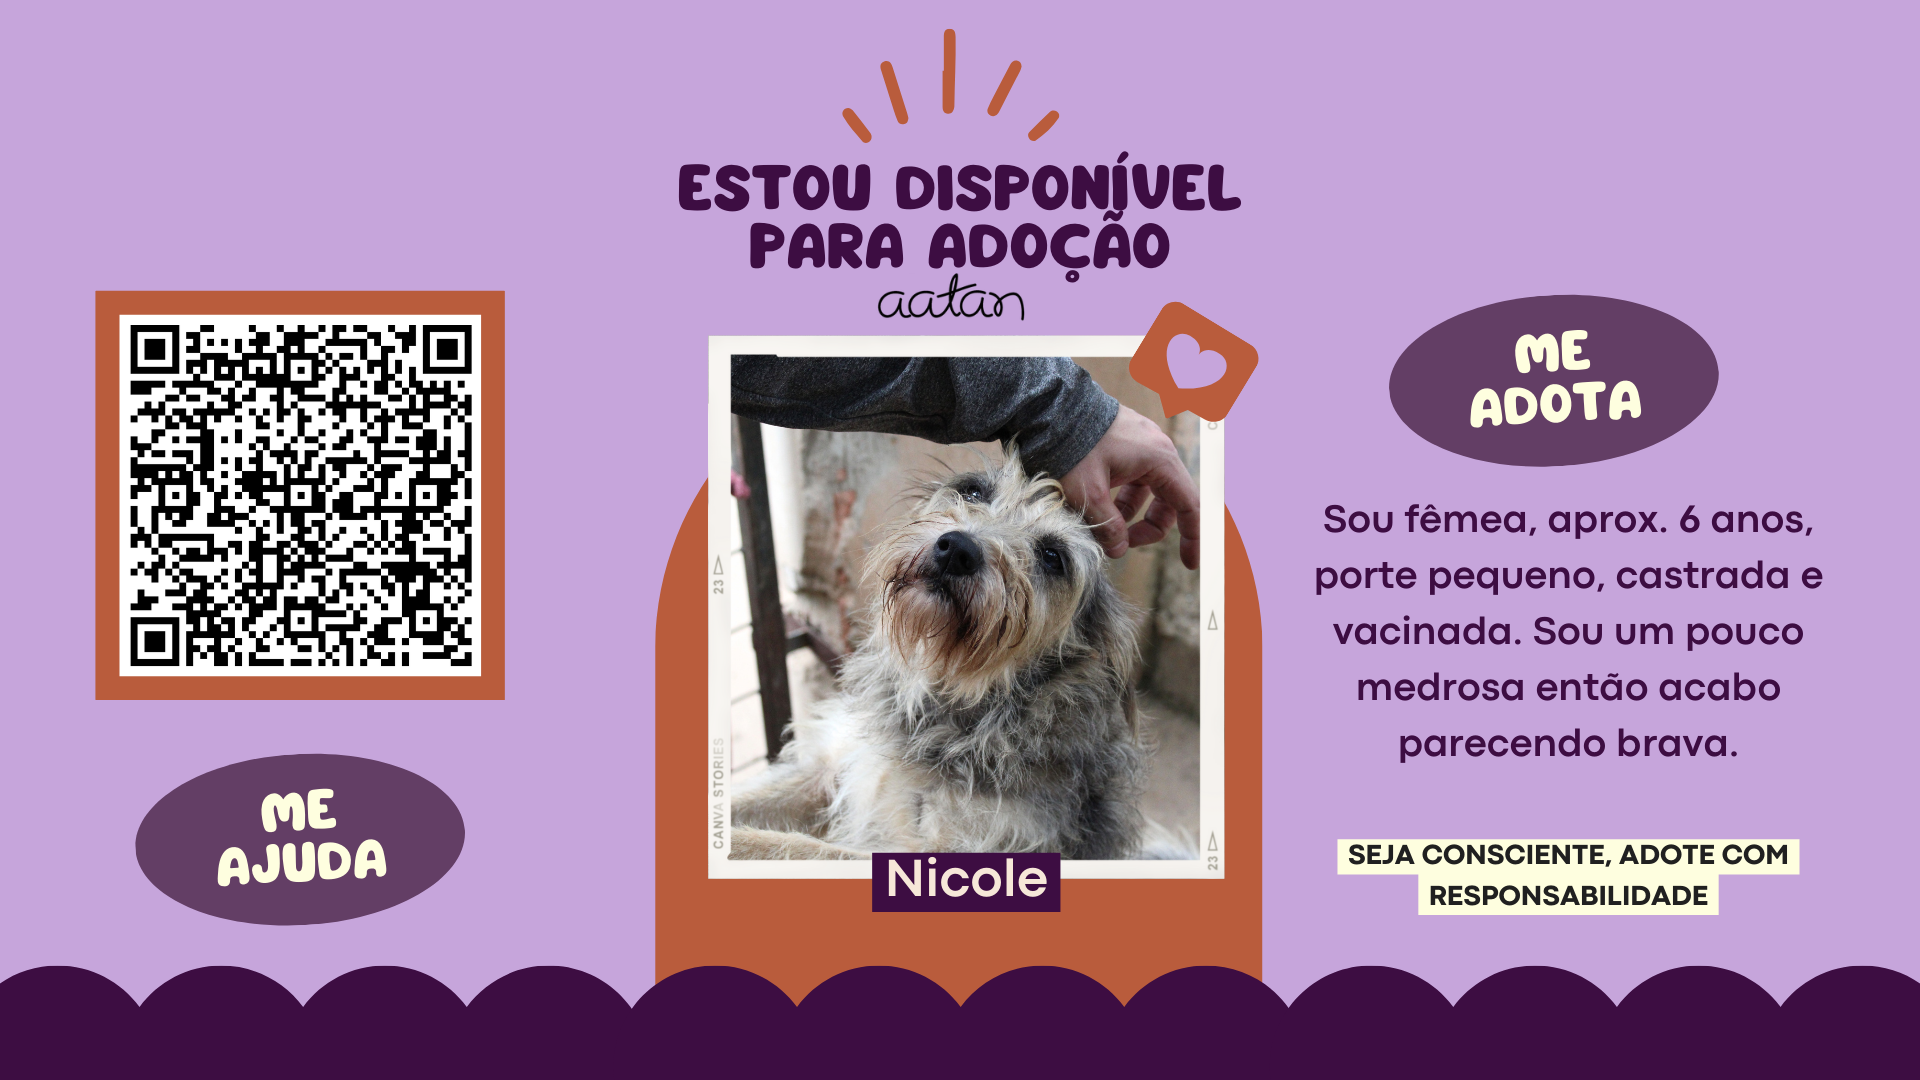 ESTOU DISPONÍVEL
PARA ADOÇÃO
aatan
ME
AJUDA
23
CANVA STORIES
C
23
Nicole
ME
ADOTA
Sou fêmea, aprox. 6 anos,
porte pequeno, castrada e
vacinada. Sou um pouco
medrosa então acabo
parecendo brava.
SEJA CONSCIENTE, ADOTE COM
RESPONSABILIDADE